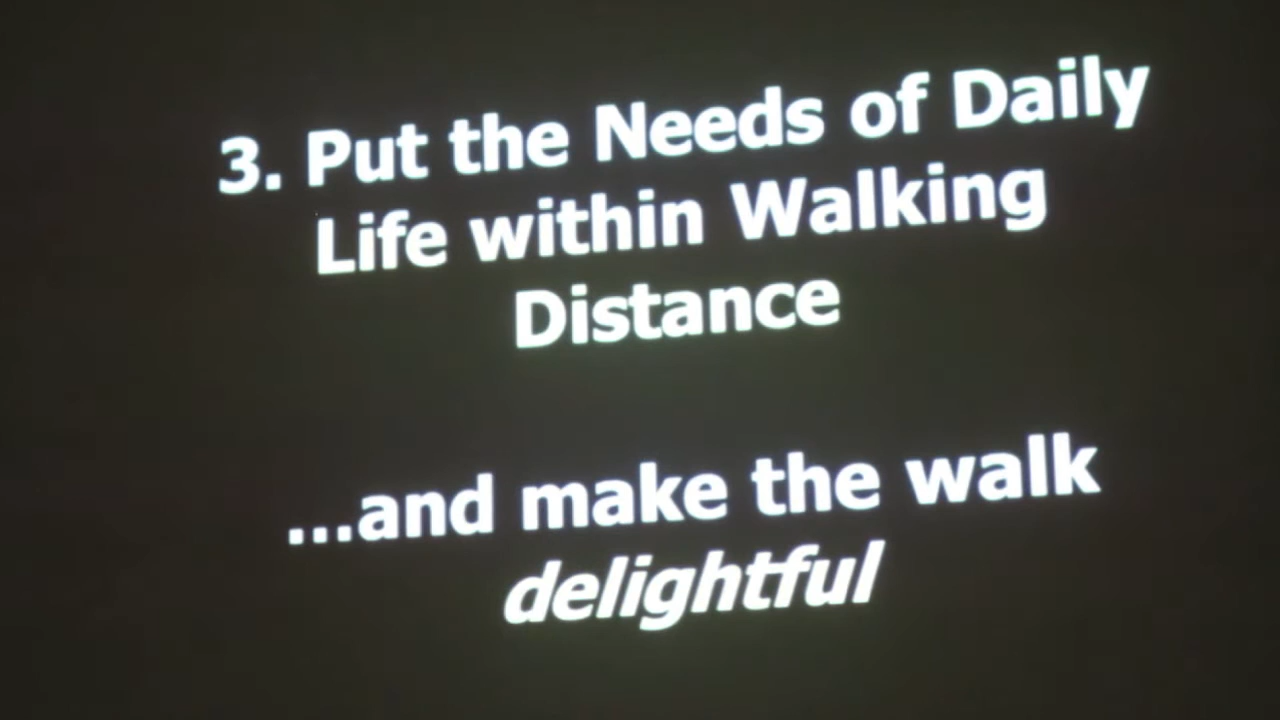 3. Put the Needs of Daily
Life within Walking
Distance
...and make the walk
delightful